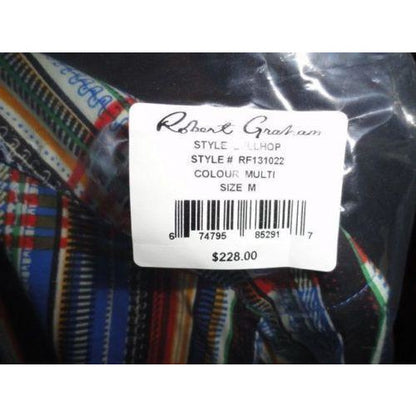 Robert Graham
STYLE
STYLE # RF131022
COLOUR MULTI
SIZE M
6 74795 85291 7
$228.00